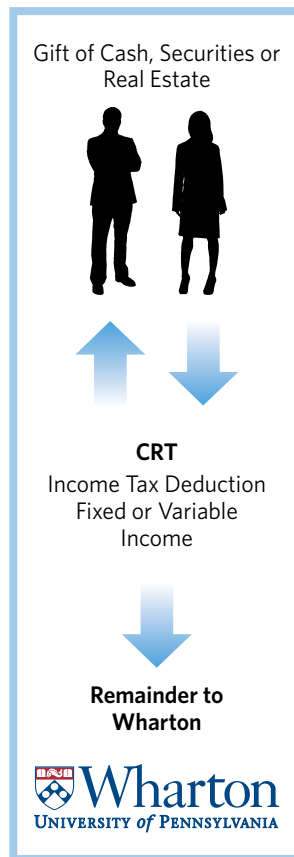 Gift of Cash, Securities or
Real Estate
CRT
Income Tax Deduction
Fixed or Variable
Income
Remainder to
Wharton
Wharton
UNIVERSITY of PENNSYLVANIA